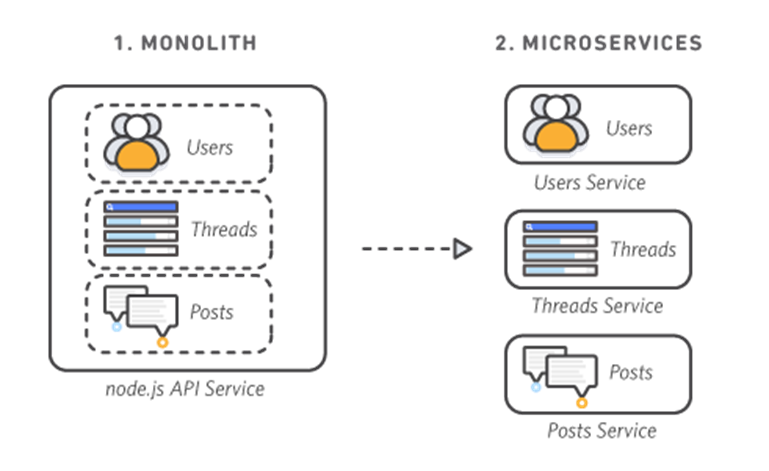 1. MONOLITH
Users
Threads
Posts
node.js API Service
2. MICROSERVICES
Users
Users Service
Threads
Threads Service
Posts
Posts Service